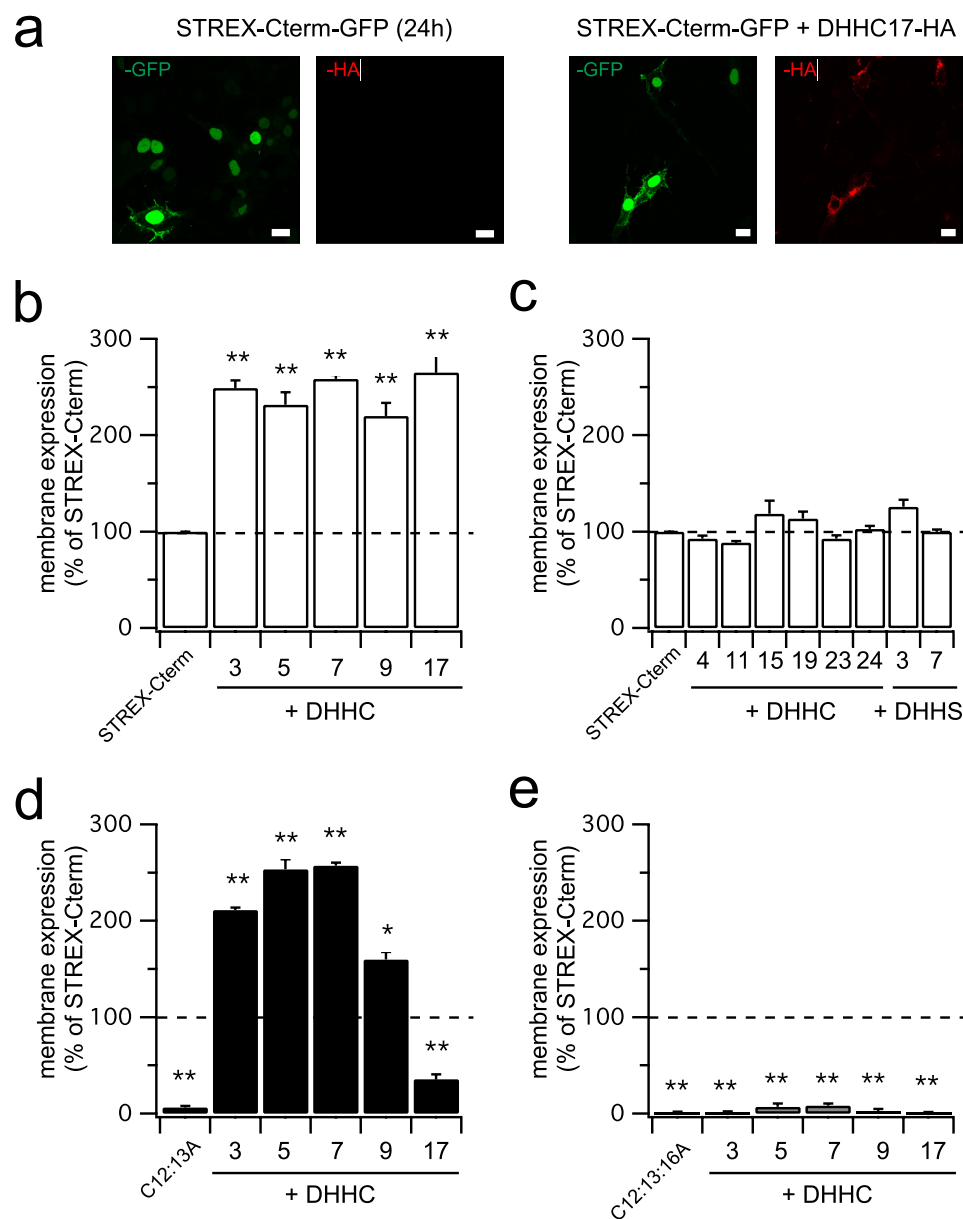 a
STREX-Cterm-GFP (24h)
STREX-Cterm-GFP + DHHC17-HA
-GFP
-HA
-GFP
-HA
b
membrane expression
(% of STREX-Cterm)
300
200
100
0
** ** ** ** **
STREX-Cterm
3 5 7 9 17
+ DHHC
c
membrane expression
(% of STREX-Cterm)
300
200
100
0
STREX-Cterm
4 11 15 19 23 24 3 7
+ DHHC + DHHS
d
membrane expression
(% of STREX-Cterm)
300
200
100
0
** ** ** ** * **
C12:13A
3 5 7 9 17
+ DHHC
e
membrane expression
(% of STREX-Cterm)
300
200
100
0
** ** ** ** ** **
C12:13:16A
3 5 7 9 17
+ DHHC